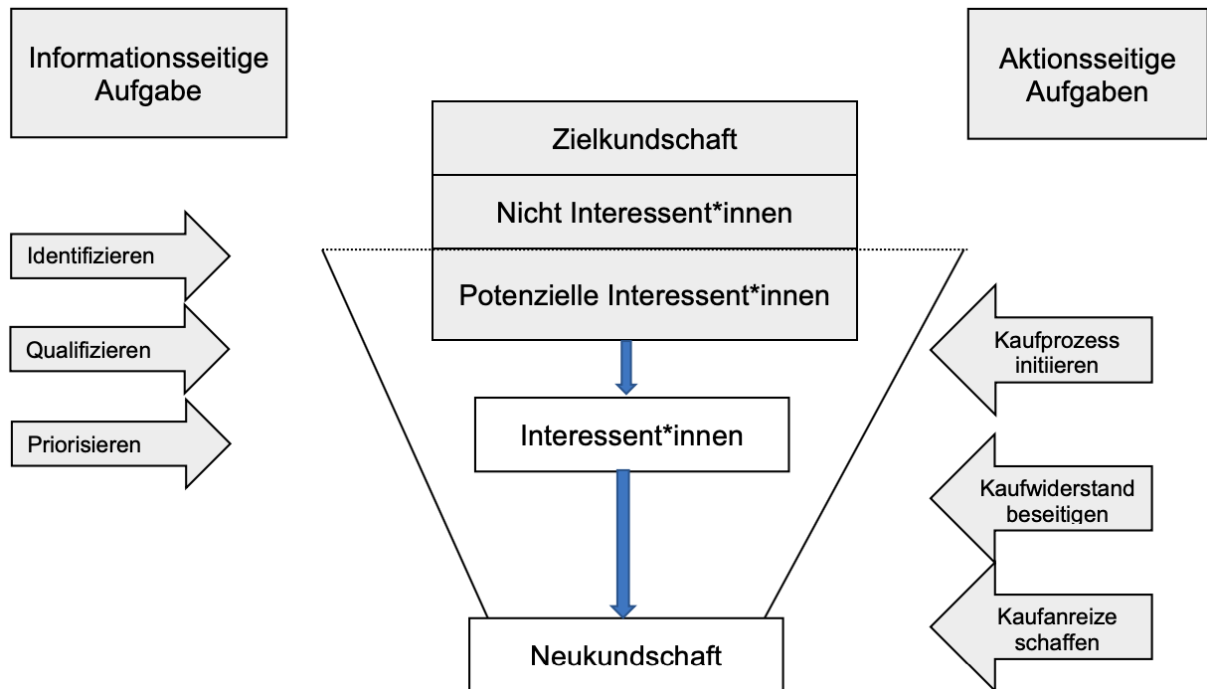 Informationsseitige
Aufgabe
Aktionsseitige
Aufgaben
Zielkundschaft
Nicht Interessent*innen
Potenzielle Interessent*innen
Interessent*innen
Neukundschaft
Identifizieren
Qualifizieren
Priorisieren
Kaufprozess
initiieren
Kaufwiderstand
beseitigen
Kaufanreize
schaffen